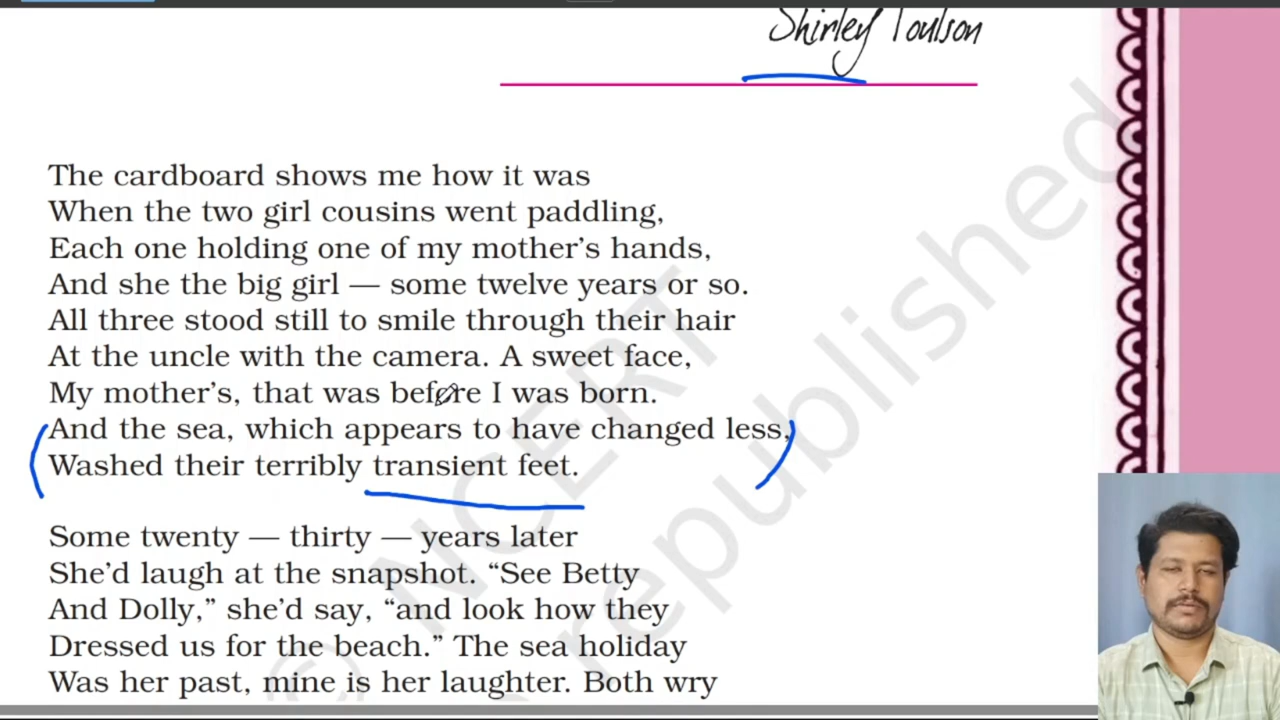 Shirley Toulson
The cardboard shows me how it was
When the two girl cousins went paddling,
Each one holding one of my mother’s hands,
And she the big girl — some twelve years or so.
All three stood still to smile through their hair
At the uncle with the camera. A sweet face,
My mother’s, that was before I was born.
And the sea, which appears to have changed less,
Washed their terribly transient feet.
Some twenty — thirty — years later
She’d laugh at the snapshot. “See Betty
And Dolly,” she’d say, “and look how they
Dressed us for the beach.” The sea holiday
Was her past, mine is her laughter. Both wry
© NCERT
republished